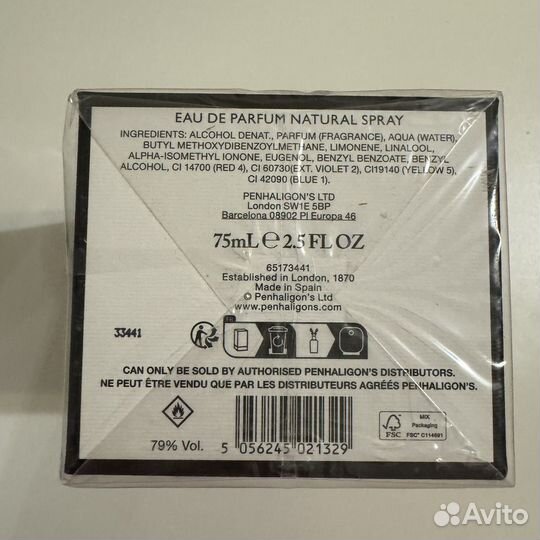 EAU DE PARFUM NATURAL SPRAY
INGREDIENTS: ALCOHOL DENAT., PARFUM (FRAGRANCE), AQUA (WATER),
BUTYL METHOXYDIBENZOYLMETHANE, LIMONENE, LINALOOL,
ALPHA-ISOMETHYL IONONE, EUGENOL, BENZYL BENZOATE, BENZYL
ALCOHOL, CI 14700 (RED 4), CI 60730(EXT. VIOLET 2), CI19140 (YELLOW 5),
CI 42090 (BLUE 1).
PENHALIGON'S LTD
London SW1E 5BP
Barcelona 08902 Pl Europa 46
75mL e 2.5 FL OZ
65173441
Established in London, 1870
Made in Spain
© Penhaligon's Ltd
www.penhaligons.com
33441
FR
CAN ONLY BE SOLD BY AUTHORISED PENHALIGON'S DISTRIBUTORS.
NE PEUT ÊTRE VENDU QUE PAR LES DISTRIBUTEURS AGRÉÉS PENHALIGON'S.
79% Vol.
5 056245 021329
FSC
MIX
Packaging
FSC® C114691
Avito